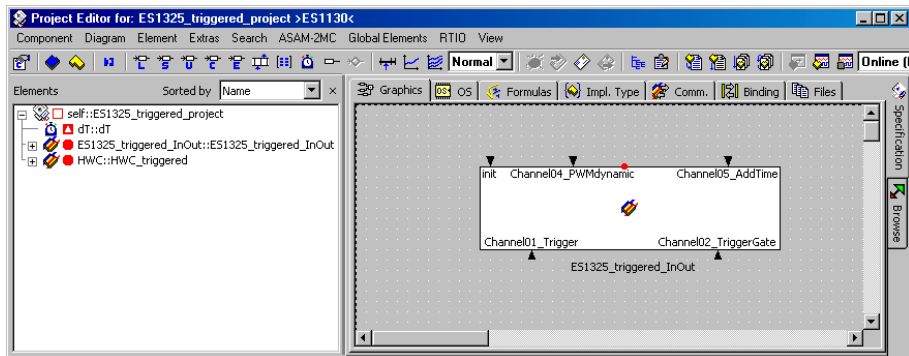 Project Editor for: ES1325_triggered_project >ES1130<
Component Diagram Element Extras Search ASAM-2MC Global Elements RTIO View
Normal Online (
Elements Sorted by Name
Graphics OS Formulas Impl. Type Comm. Binding Files
self::ES1325_triggered_project
dT::dT
ES1325_triggered_InOut::ES1325_triggered_InOut
HWC::HWC_triggered
init Channel04_PWMdynamic Channel05_AddTime
Channel01_Trigger Channel02_TriggerGate
ES1325_triggered_InOut
Specification
Browse